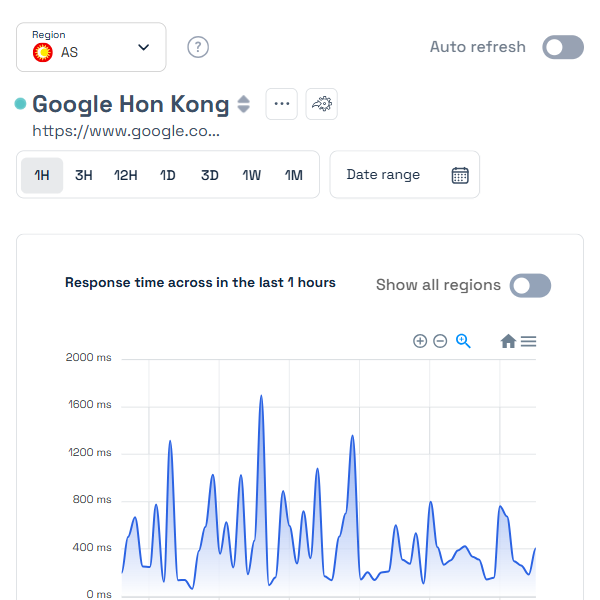 Region
AS
?
Auto refresh
Google Hon Kong
https://www.google.co...
1H 3H 12H 1D 3D 1W 1M
Date range
Response time across in the last 1 hours
Show all regions
2000 ms
1600 ms
1200 ms
800 ms
400 ms
0 ms